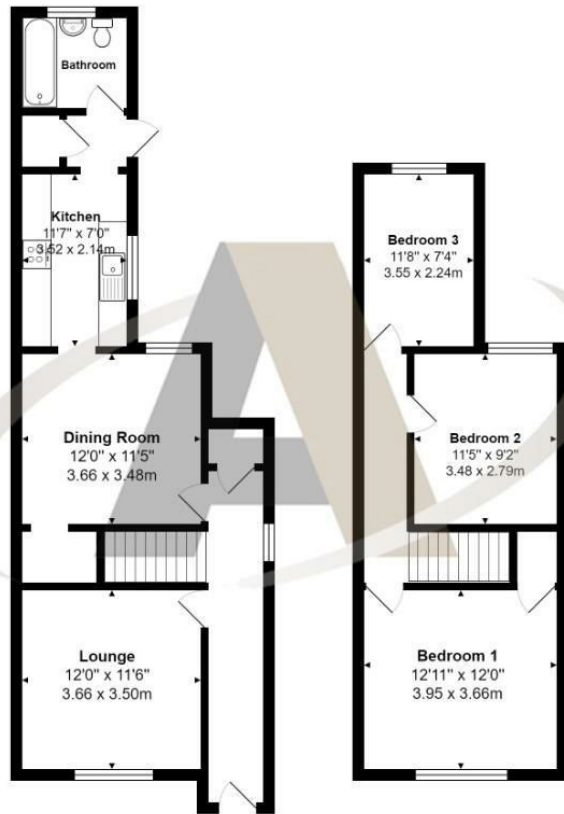 Bathroom
Kitchen
11'7" x 7'0"
3.52 x 2.14m
Dining Room
12'0" x 11'5"
3.66 x 3.48m
Lounge
12'0" x 11'6"
3.66 x 3.50m
Bedroom 3
11'8" x 7'4"
3.55 x 2.24m
Bedroom 2
11'5" x 9'2"
3.48 x 2.79m
Bedroom 1
12'11" x 12'0"
3.95 x 3.66m